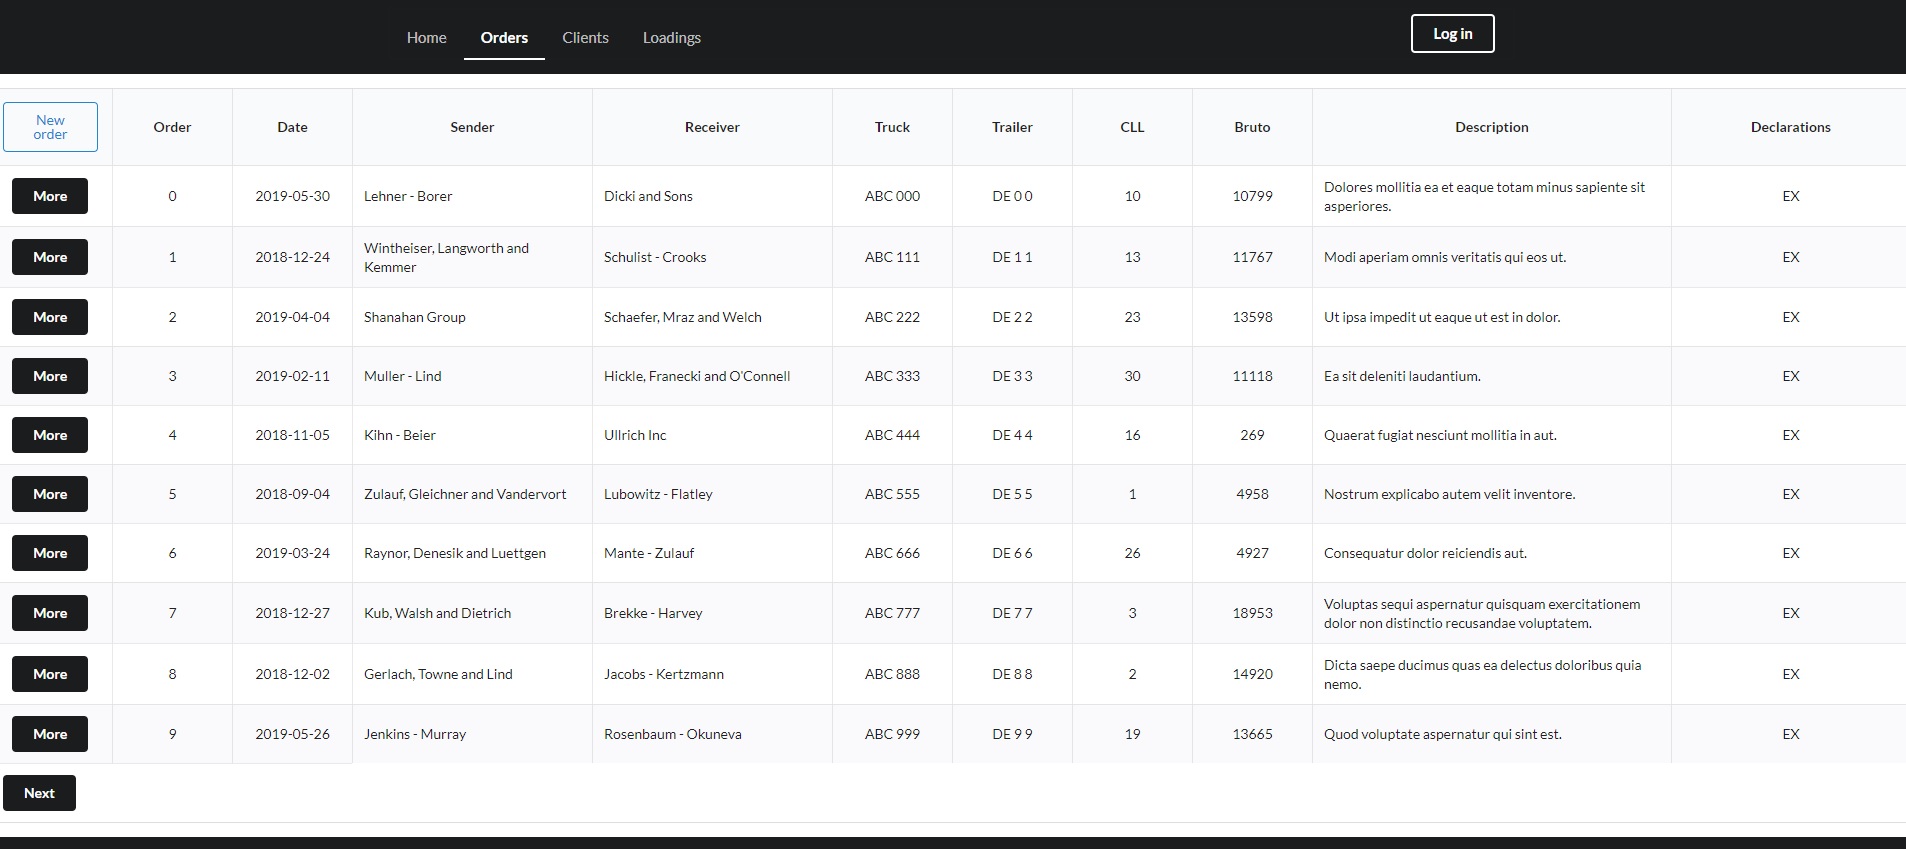 Home Orders Clients Loadings Log in
New order Order Date Sender Receiver Truck Trailer CLL Bruto Description Declarations
More 0 2019-05-30 Lehner - Borer Dicki and Sons ABC 000 DE 0 0 10 10799 Dolores mollitia ea et eaque totam minus sapiente sit asperiores. EX
More 1 2018-12-24 Wintheiser, Langworth and Kemmer Schulist - Crooks ABC 111 DE 1 1 13 11767 Modi aperiam omnis veritatis qui eos ut. EX
More 2 2019-04-04 Shanahan Group Schaefer, Mraz and Welch ABC 222 DE 2 2 23 13598 Ut ipsa impedit ut eaque ut est in dolor. EX
More 3 2019-02-11 Muller - Lind Hickle, Franecki and O'Connell ABC 333 DE 3 3 30 11118 Ea sit deleniti laudantium. EX
More 4 2018-11-05 Kihn - Beier Ullrich Inc ABC 444 DE 4 4 16 269 Quaerat fugiat nesciunt mollitia in aut. EX
More 5 2018-09-04 Zulauf, Gleichner and Vandervort Lubowitz - Flatley ABC 555 DE 5 5 1 4958 Nostrum explicabo autem velit inventore. EX
More 6 2019-03-24 Raynor, Denesik and Luettgen Mante - Zulauf ABC 666 DE 6 6 26 4927 Consequatur dolor reiciendis aut. EX
More 7 2018-12-27 Kub, Walsh and Dietrich Brekke - Harvey ABC 777 DE 7 7 3 18953 Voluptas sequi aspernatur quisquam exercitationem dolor non distinctio recusandae voluptatem. EX
More 8 2018-12-02 Gerlach, Towne and Lind Jacobs - Kertzmann ABC 888 DE 8 8 2 14920 Dicta saepe ducimus quas ea delectus doloribus quia nemo. EX
More 9 2019-05-26 Jenkins - Murray Rosenbaum - Okuneva ABC 999 DE 9 9 19 13665 Quod voluptate aspernatur qui sint est. EX
Next